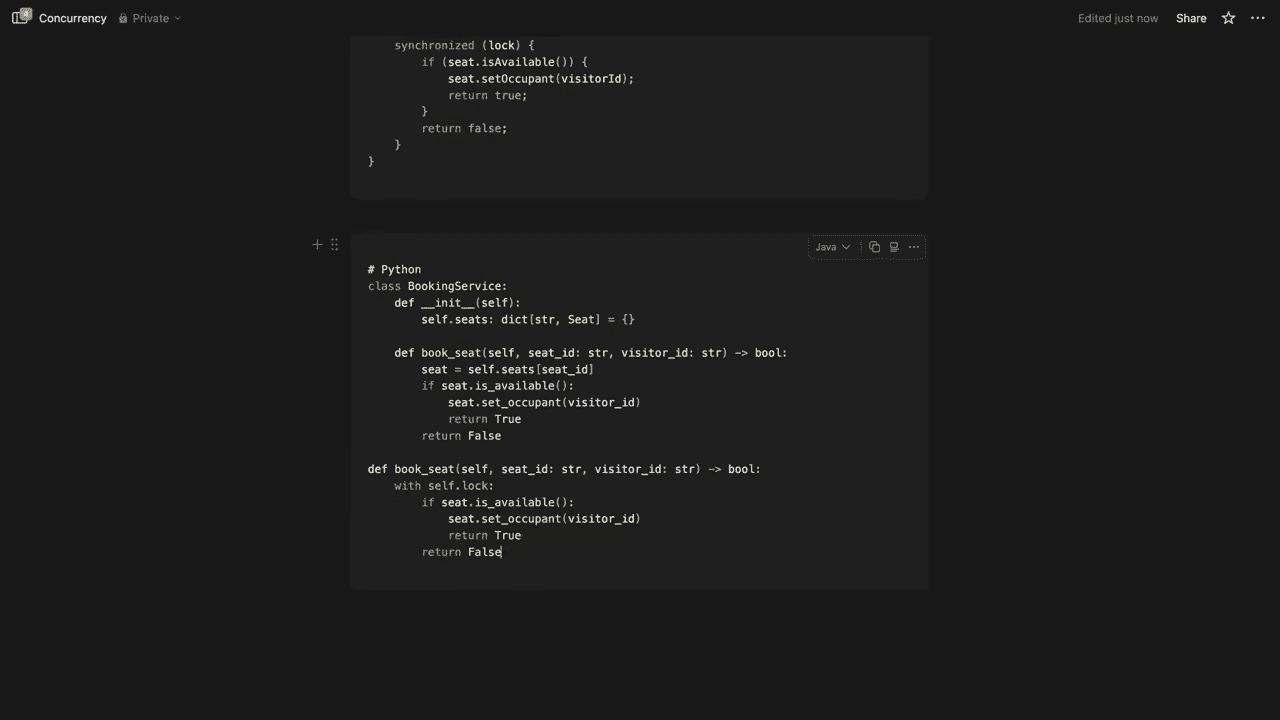 Concurrency
Private
Edited just now
Share
synchronized (lock) {
    if (seat.isAvailable()) {
        seat.setOccupant(visitorId);
        return true;
    }
    return false;
}
}
Java
# Python
class BookingService:
    def __init__(self):
        self.seats: dict[str, Seat] = {}
    def book_seat(self, seat_id: str, visitor_id: str) -> bool:
        seat = self.seats[seat_id]
        if seat.is_available():
            seat.set_occupant(visitor_id)
            return True
        return False
def book_seat(self, seat_id: str, visitor_id: str) -> bool:
    with self.lock:
        if seat.is_available():
            seat.set_occupant(visitor_id)
            return True
        return False